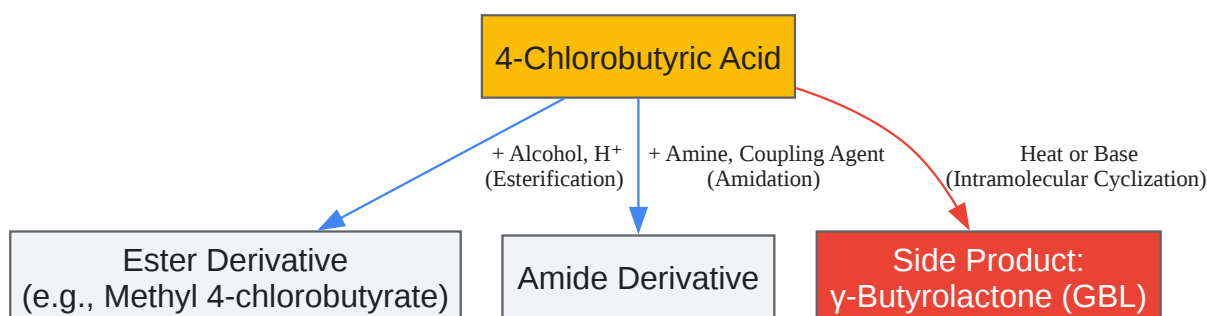 4-Chlorobutyric Acid
+ Alcohol, H⁺
(Esterification)
+ Amine, Coupling Agent
(Amidation)
Heat or Base
(Intramolecular Cyclization)
Ester Derivative
(e.g., Methyl 4-chlorobutyrate)
Amide Derivative
Side Product:
γ-Butyrolactone (GBL)